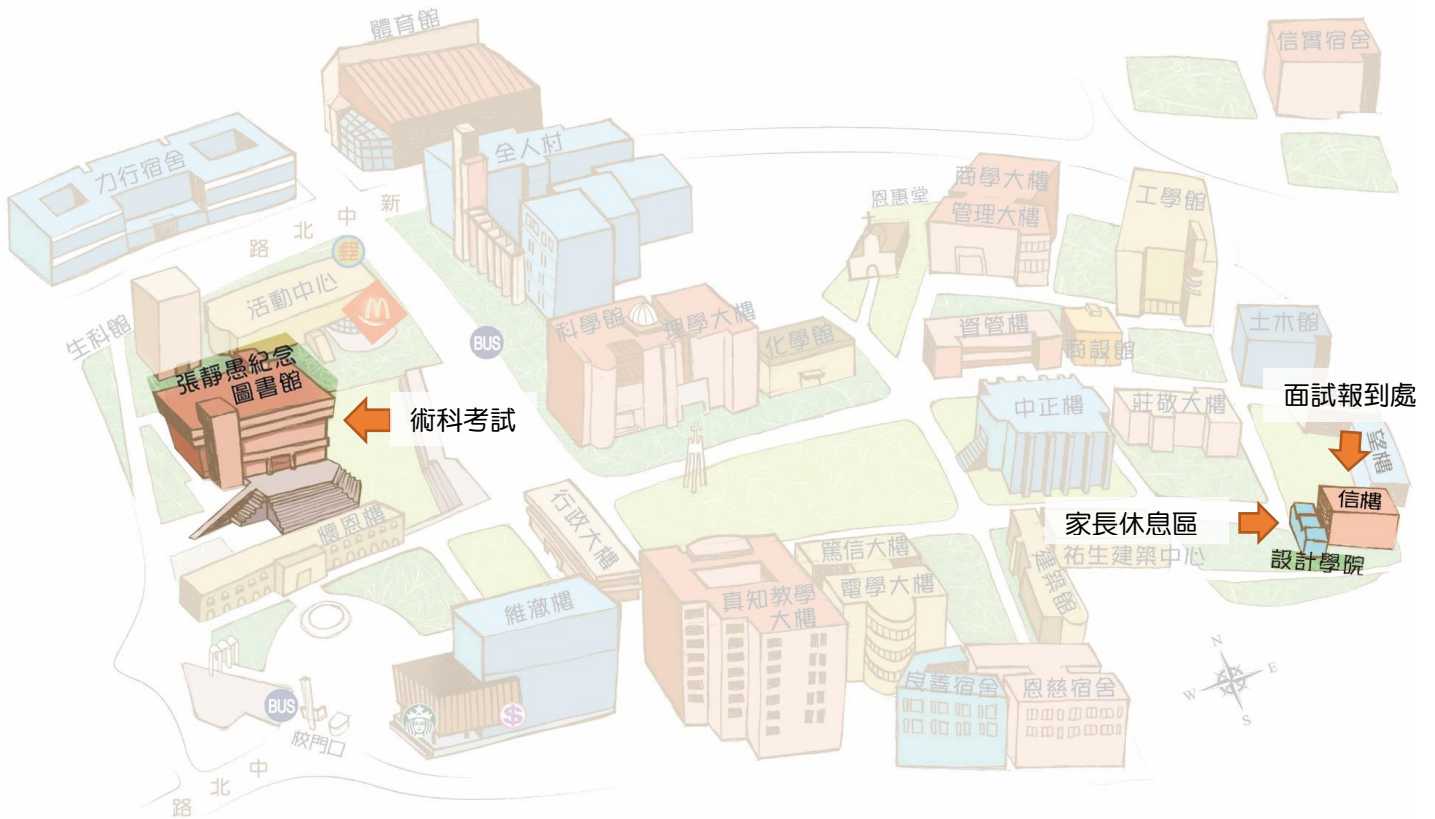 體育館
信實宿舍
力行宿舍
全人村
新
中
北
路
郵
活動中心
生科館
張靜愚紀念
圖書館
術科考試
BUS
恩惠堂
商學大樓
管理大樓
工學館
科學館
理學大樓
化學館
資管樓
商設館
土木館
中正樓
莊敬大樓
面試報到處
望樓
信樓
家長休息區
設計學院
懷恩樓
行政大樓
維澈樓
真知教學
大樓
篤信大樓
電學大樓
建築館
祐生建築中心
良善宿舍
恩慈宿舍
N
E
W
S
BUS
$
校門口
中
北
路